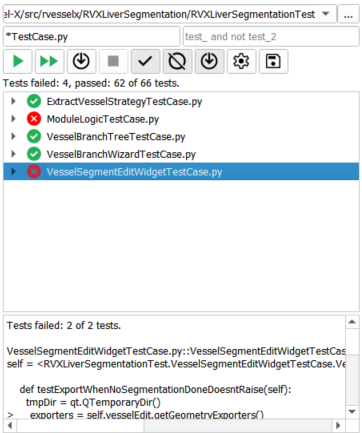 el-X/src/rvesselx/RVXLiverSegmentation/RVXLiverSegmentationTest
...
*TestCase.py
test_ and not test_2
Tests failed: 4, passed: 62 of 66 tests.
ExtractVesselStrategyTestCase.py
ModuleLogicTestCase.py
VesselBranchTreeTestCase.py
VesselBranchWizardTestCase.py
VesselSegmentEditWidgetTestCase.py
Tests failed: 2 of 2 tests.
VesselSegmentEditWidgetTestCase.py::VesselSegmentEditWidgetTestCase
self = <RVXLiverSegmentationTest.VesselSegmentEditWidgetTestCase.Ve
def testExportWhenNoSegmentationDoneDoesntRaise(self):
tmpDir = qt.QTemporaryDir()
> exporters = self.vesselEdit.getGeometryExporters()